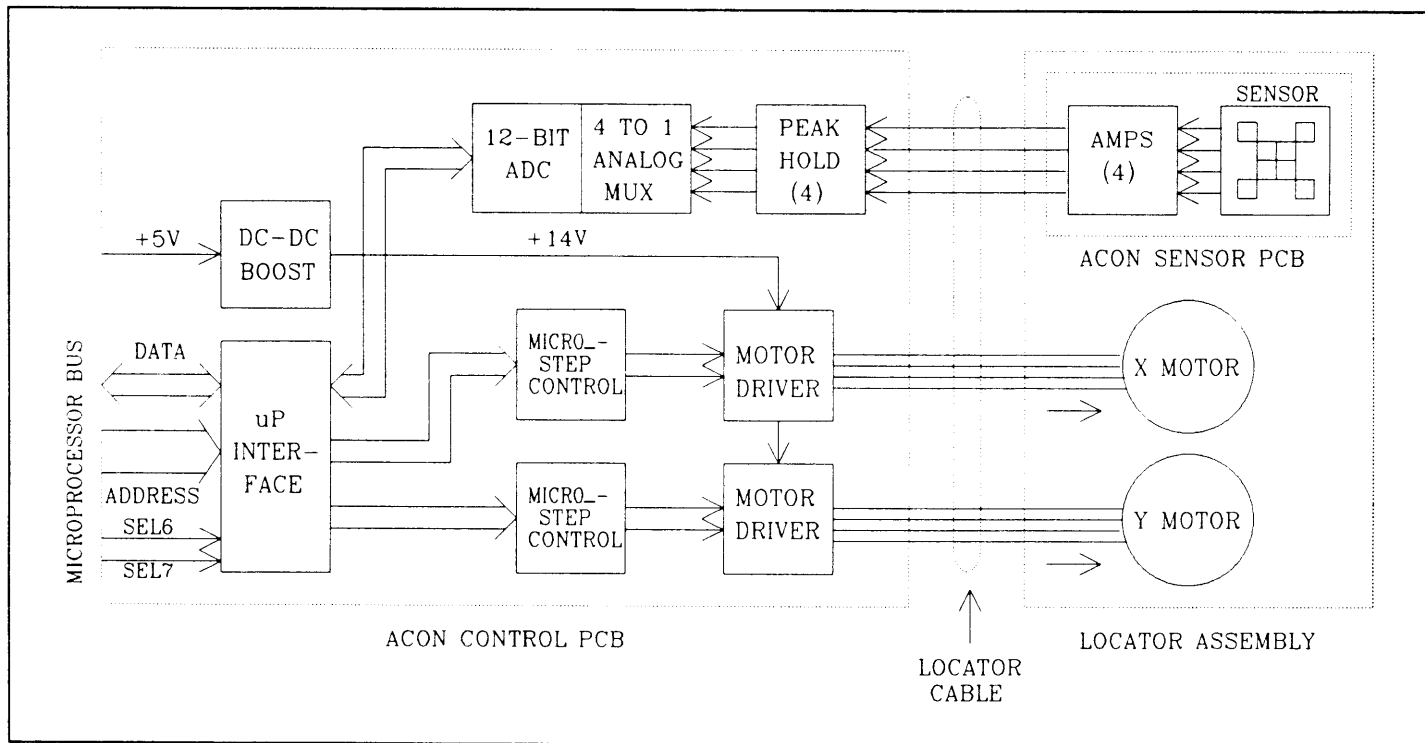 SENSOR
12-BIT
ADC
4 TO 1
ANALOG
MUX
PEAK
HOLD
(4)
AMPS
(4)
ACON SENSOR PCB
+5V
DC-DC
BOOST
+14V
MICROPROCESSOR BUS
DATA
ADDRESS
SEL6
SEL7
uP
INTER-
FACE
MICRO_-
STEP
CONTROL
MOTOR
DRIVER
X MOTOR
MICRO_-
STEP
CONTROL
MOTOR
DRIVER
Y MOTOR
ACON CONTROL PCB
LOCATOR
CABLE
LOCATOR ASSEMBLY